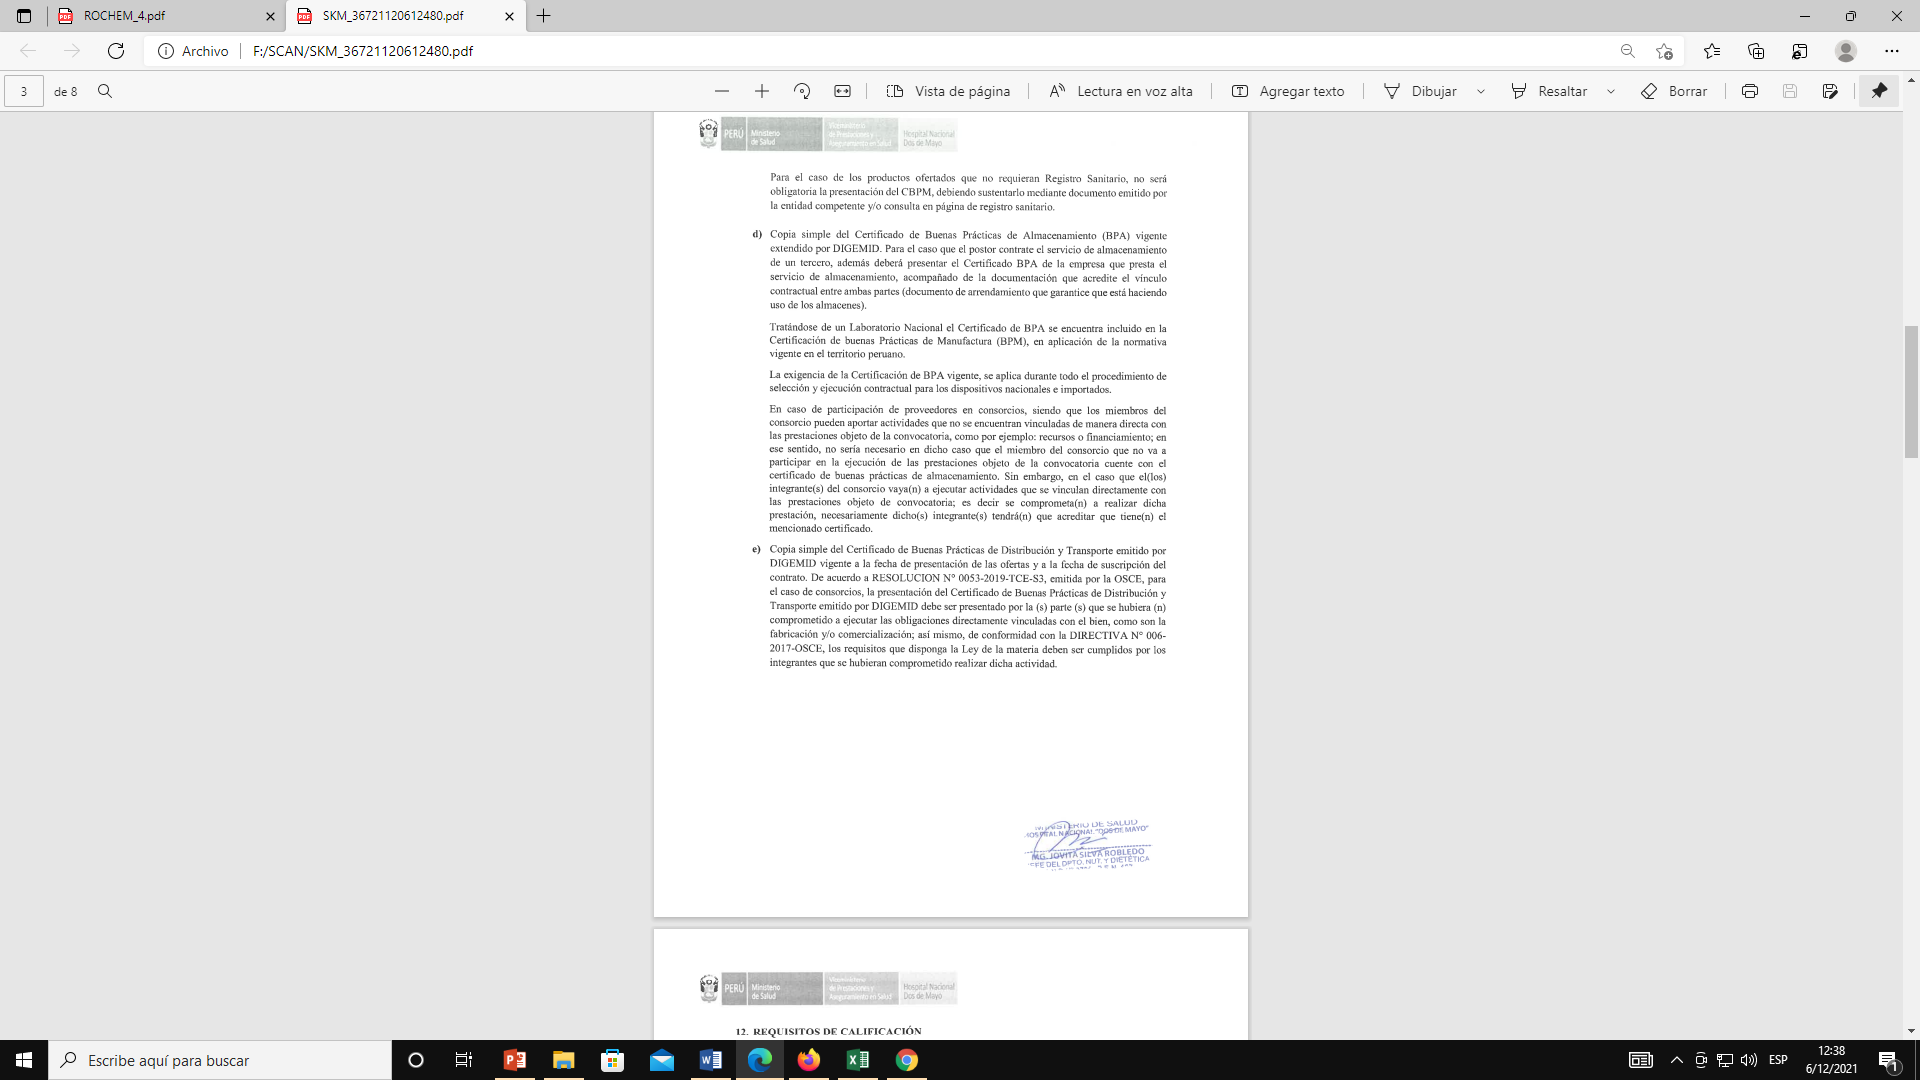 ROCHEM_4.pdf
SKM_36721120612480.pdf
Archivo
F:/SCAN/SKM_36721120612480.pdf
3
de 8
Vista de página
Lectura en voz alta
Agregar texto
Dibujar
Resaltar
Borrar
PERÚ
Ministerio
de Salud
Viceministerio
de Prestaciones y
Aseguramiento en Salud
Hospital Nacional
Dos de Mayo
Para el caso de los productos ofertados que no requieran Registro Sanitario, no será
obligatoria la presentación del CBPM, debiendo sustentarlo mediante documento emitido por
la entidad competente y/o consulta en página de registro sanitario.
d) Copia simple del Certificado de Buenas Prácticas de Almacenamiento (BPA) vigente
extendido por DIGEMID. Para el caso que el postor contrate el servicio de almacenamiento
de un tercero, además deberá presentar el Certificado BPA de la empresa que presta el
servicio de almacenamiento, acompañado de la documentación que acredite el vínculo
contractual entre ambas partes (documento de arrendamiento que garantice que está haciendo
uso de los almacenes).
Tratándose de un Laboratorio Nacional el Certificado de BPA se encuentra incluido en la
Certificación de buenas Prácticas de Manufactura (BPM), en aplicación de la normativa
vigente en el territorio peruano.
La exigencia de la Certificación de BPA vigente, se aplica durante todo el procedimiento de
selección y ejecución contractual para los dispositivos nacionales e importados.
En caso de participación de proveedores en consorcios, siendo que los miembros del
consorcio pueden aportar actividades que no se encuentran vinculadas de manera directa con
las prestaciones objeto de la convocatoria, como por ejemplo: recursos o financiamiento; en
ese sentido, no sería necesario en dicho caso que el miembro del consorcio que no va a
participar en la ejecución de las prestaciones objeto de la convocatoria cuente con el
certificado de buenas prácticas de almacenamiento. Sin embargo, en el caso que el(los)
integrante(s) del consorcio vaya(n) a ejecutar actividades que se vinculan directamente con
las prestaciones objeto de convocatoria; es decir se comprometa(n) a realizar dicha
prestación, necesariamente dicho(s) integrante(s) tendrá(n) que acreditar que tiene(n) el
mencionado certificado.
e) Copia simple del Certificado de Buenas Prácticas de Distribución y Transporte emitido por
DIGEMID vigente a la fecha de presentación de las ofertas y a la fecha de suscripción del
contrato. De acuerdo a RESOLUCION N° 0053-2019-TCE-S3, emitida por la OSCE, para
el caso de consorcios, la presentación del Certificado de Buenas Prácticas de Distribución y
Transporte emitido por DIGEMID debe ser presentado por la (s) parte (s) que se hubiera (n)
comprometido a ejecutar las obligaciones directamente vinculadas con el bien, como son la
fabricación y/o comercialización; así mismo, de conformidad con la DIRECTIVA N° 006-
2017-OSCE, los requisitos que disponga la Ley de la materia deben ser cumplidos por los
integrantes que se hubieran comprometido realizar dicha actividad.
MINISTERIO DE SALUD
HOSPITAL NACIONAL "DOS DE MAYO"
MG. JOVITA SILVA ROBLEDO
JEFE DEL DPTO. NUT. Y DIETÉTICA
PERÚ
Ministerio
de Salud
Viceministerio
de Prestaciones y
Aseguramiento en Salud
Hospital Nacional
Dos de Mayo
12. REQUISITOS DE CALIFICACIÓN
Escribe aquí para buscar
ESP
12:38
6/12/2021
1